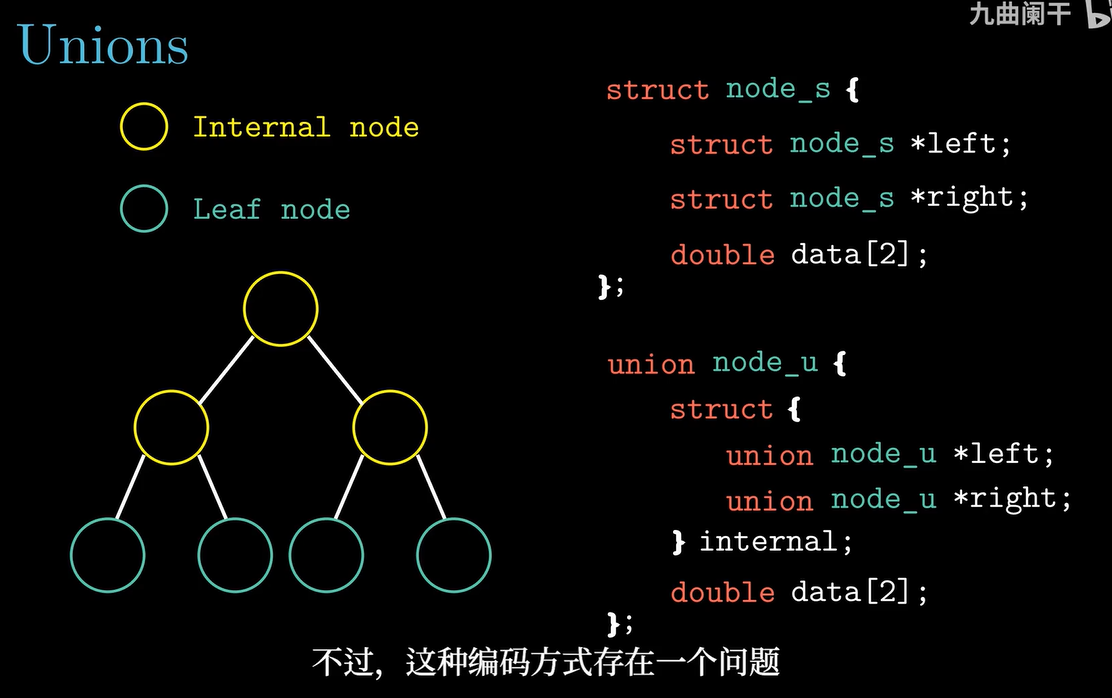 九曲阑干
Unions
Internal node
Leaf node
struct node_s {
struct node_s *left;
struct node_s *right;
double data[2];
};
union node_u {
struct {
union node_u *left;
union node_u *right;
} internal;
double data[2];
};
不过，这种编码方式存在一个问题